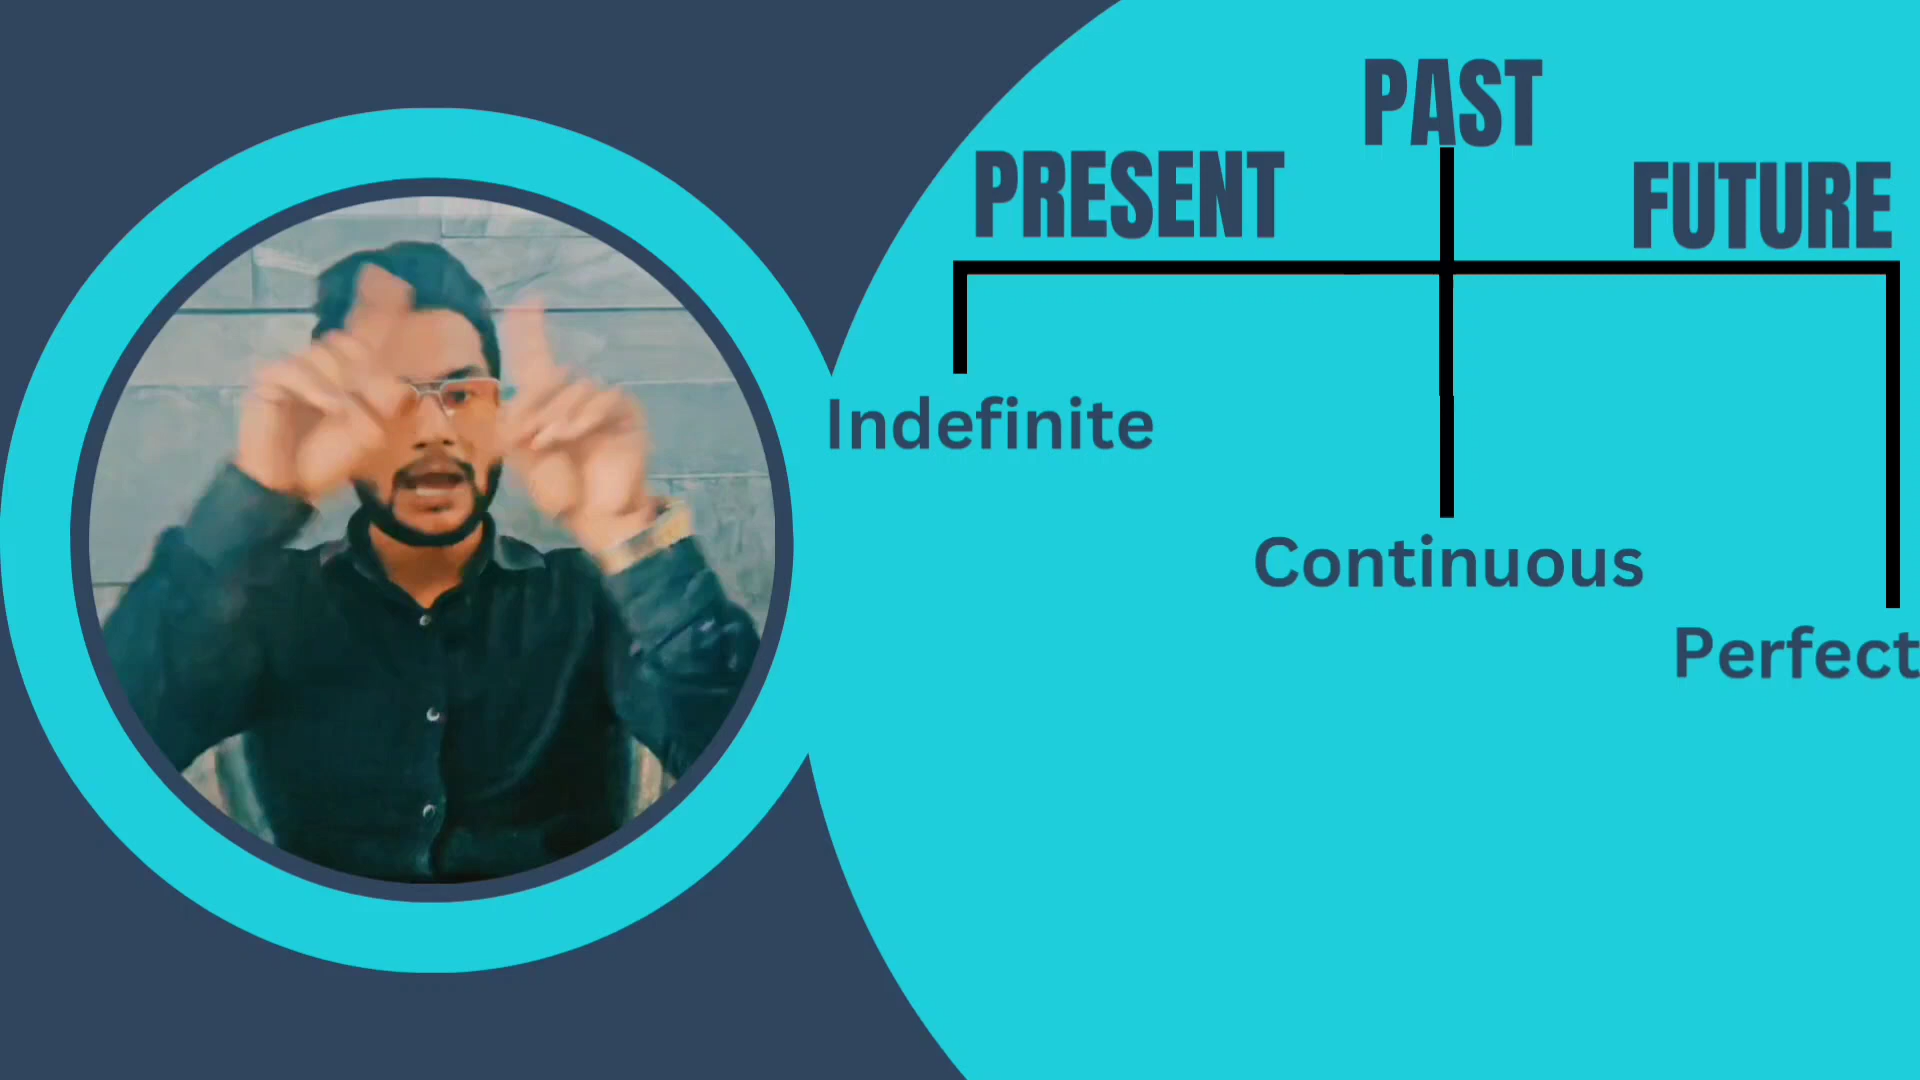 PAST
PRESENT
FUTURE
Indefinite
Continuous
Perfect